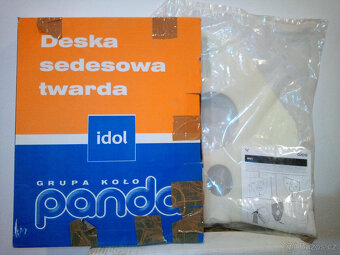 Deska
sedesowa
twarda
idol
GRUPA KOŁO
panda